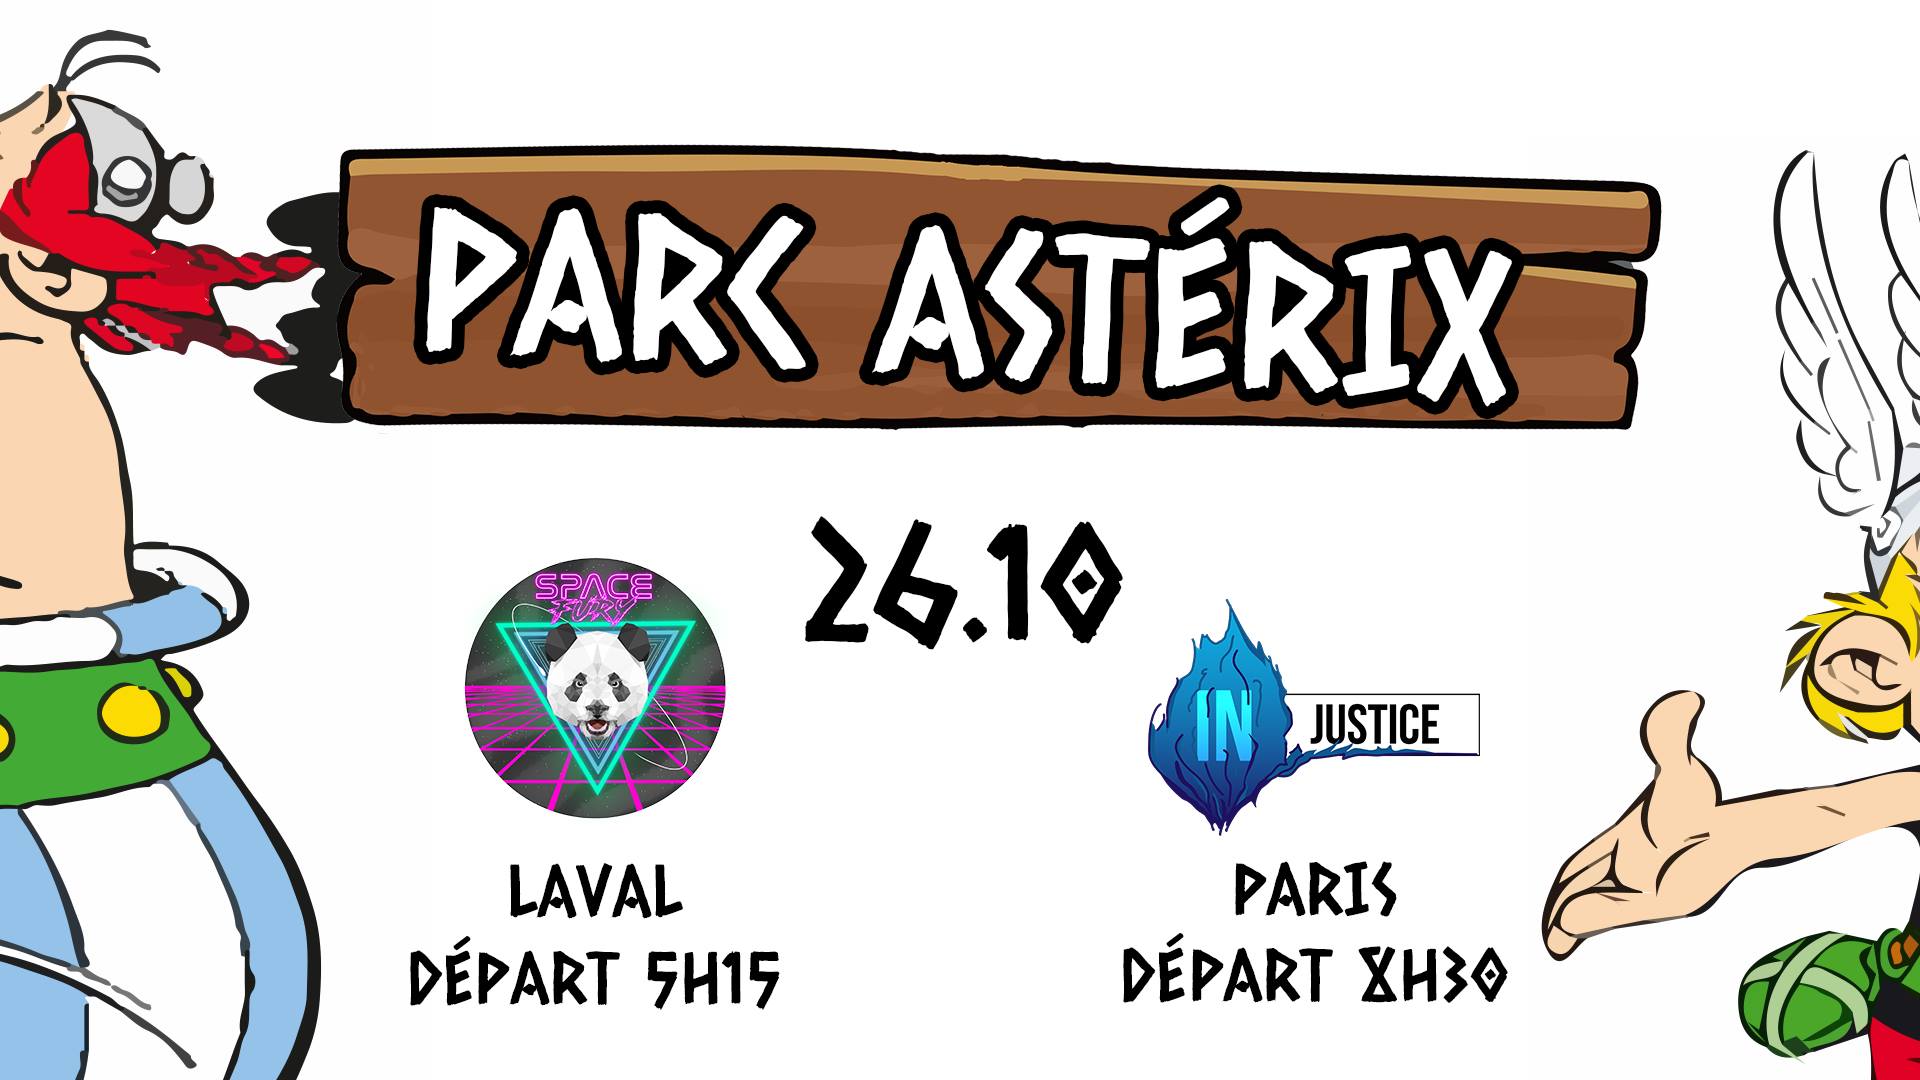 PARC ASTÉRIX
26.10
SPACE
FURY
IN JUSTICE
LAVAL
DÉPART 5H15
PARIS
DÉPART 8H30